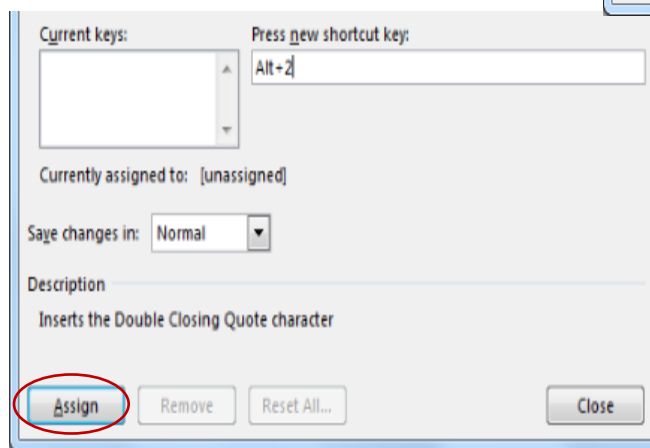 Current keys: Press new shortcut key:
Alt+2
Currently assigned to: [unassigned]
Save changes in: Normal
Description
Inserts the Double Closing Quote character
Assign Remove Reset All... Close